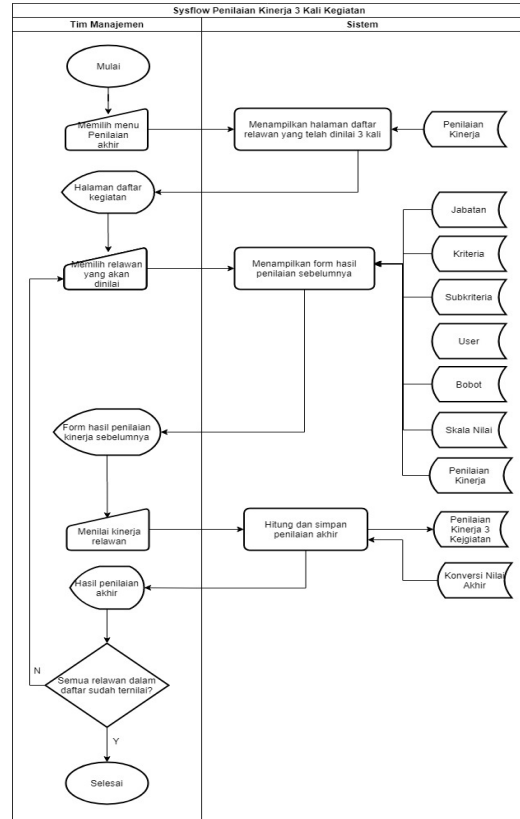 Sysflow Penilaian Kinerja 3 Kali Kegiatan
Tim Manajemen
Sistem
Mulai
Memilih menu
Penilaian
akhir
Menampilkan halaman daftar
relawan yang telah dinilai 3 kali
Penilaian
Kinerja
Halaman daftar
kegiatan
Jabatan
Memilih relawan
yang akan
dinilai
Menampilkan form hasil
penilaian sebelumnya
Kriteria
Subkriteria
User
Bobot
Form hasil penilaian
kinerja sebelumnya
Skala Nilai
Penilaian
Kinerja
Menilai kinerja
relawan
Hitung dan simpan
penilaian akhir
Penilaian
Kinerja 3
Kejgiatan
Hasil penilaian
akhir
Konversi Nilai
Akhir
N
Semua relawan dalam
daftar sudah ternilai?
Y
Selesai